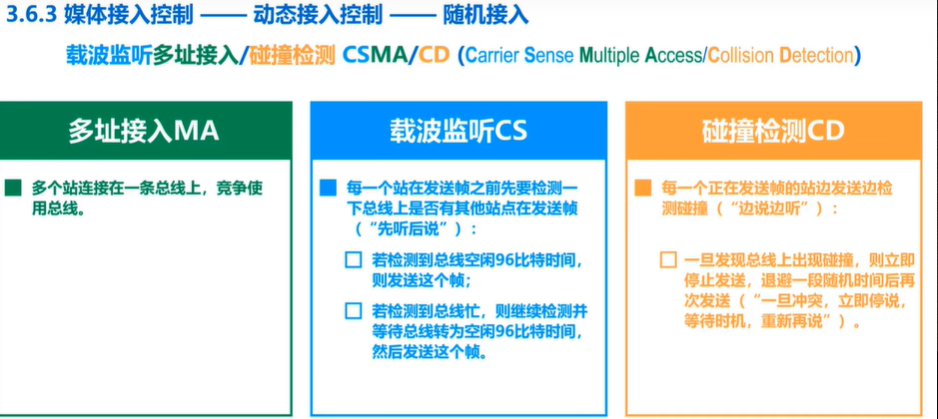 3.6.3 媒体接入控制 —— 动态接入控制 —— 随机接入
载波监听多址接入/碰撞检测 CSMA/CD (Carrier Sense Multiple Access/Collision Detection)
多址接入MA
多个站连接在一条总线上，竞争使
用总线。
载波监听CS
每一个站在发送帧之前先要检测一
下总线上是否有其他站点在发送帧
（“先听后说”）：
若检测到总线空闲96比特时间，
则发送这个帧；
若检测到总线忙，则继续检测并
等待总线转为空闲96比特时间，
然后发送这个帧。
碰撞检测CD
每一个正在发送帧的站边发送边检
测碰撞（“边说边听”）：
一旦发现总线上出现碰撞，则立即
停止发送，退避一段随机时间后再
次发送（“一旦冲突，立即停说，
等待时机，重新再说”）。